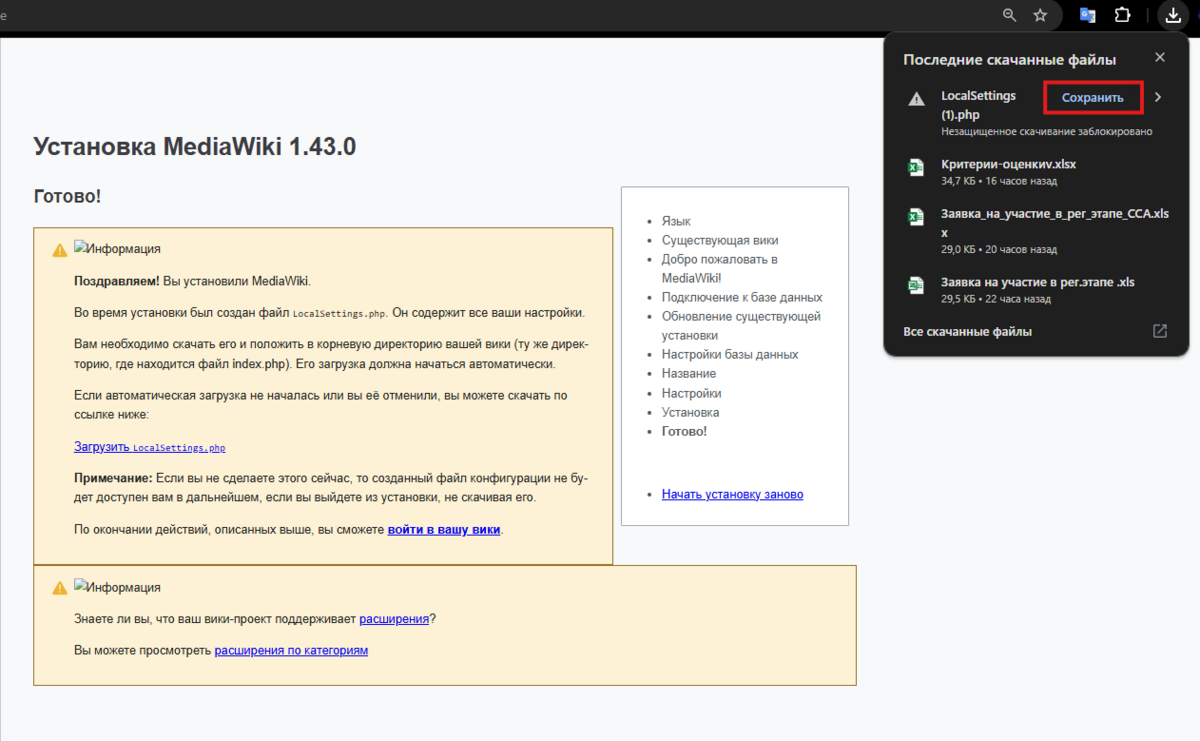 e
Установка MediaWiki 1.43.0
Готово!
Информация
Поздравляем! Вы установили MediaWiki.
Во время установки был создан файл LocalSettings.php. Он содержит все ваши настройки.
Вам необходимо скачать его и положить в корневую директорию вашей вики (ту же дирек-
торию, где находится файл index.php). Его загрузка должна начаться автоматически.
Если автоматическая загрузка не началась или вы её отменили, вы можете скачать по
ссылке ниже:
Загрузить LocalSettings.php
Примечание: Если вы не сделаете этого сейчас, то созданный файл конфигурации не бу-
дет доступен вам в дальнейшем, если вы выйдете из установки, не скачивая его.
По окончании действий, описанных выше, вы сможете войти в вашу вики.
Информация
Знаете ли вы, что ваш вики-проект поддерживает расширения?
Вы можете просмотреть расширения по категориям
Язык
Существующая вики
Добро пожаловать в
MediaWiki!
Подключение к базе данных
Обновление существующей
установки
Настройки базы данных
Название
Настройки
Установка
Готово!
Начать установку заново
Последние скачанные файлы
LocalSettings
(1).php
Сохранить
Незащищенное скачивание заблокировано
Критерии-оценкиv.xlsx
34,7 КБ • 16 часов назад
Заявка_на_участие_в_рег_этапе_ССА.xls
x
29,0 КБ • 20 часов назад
Заявка на участие в рег.этапе .xls
29,5 КБ • 22 часа назад
Все скачанные файлы